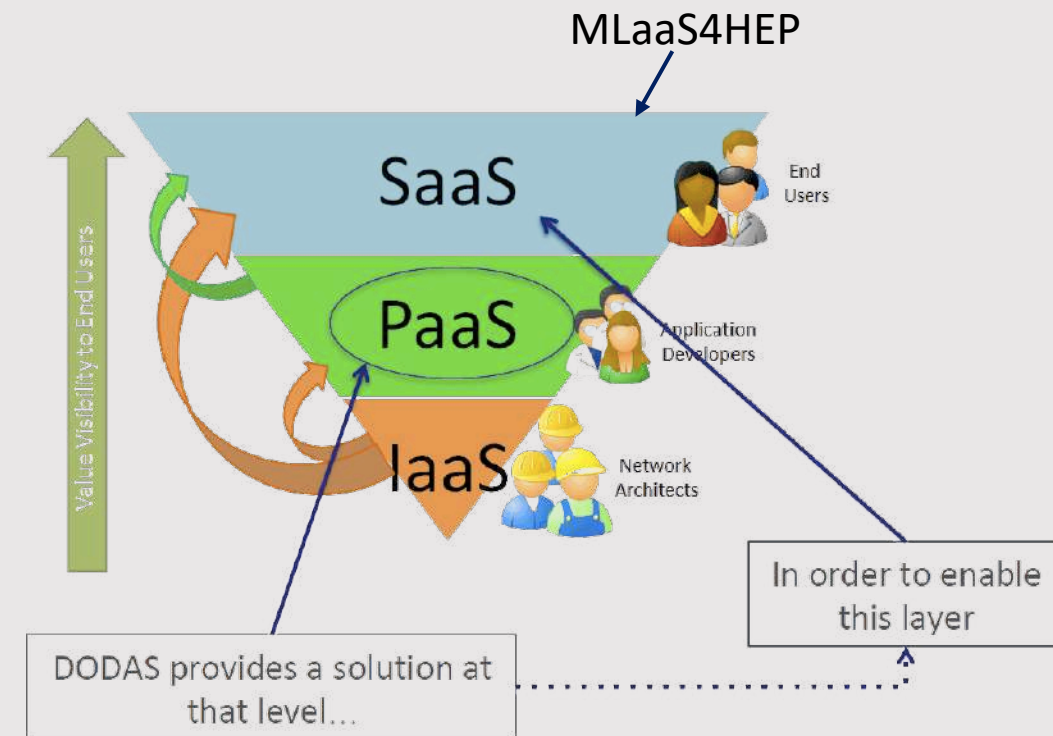 MLaaS4HEP
SaaS
End
Users
Value Visibility to End Users
PaaS
Application
Developers
IaaS
Network
Architects
In order to enable
this layer
DODAS provides a solution at
that level...